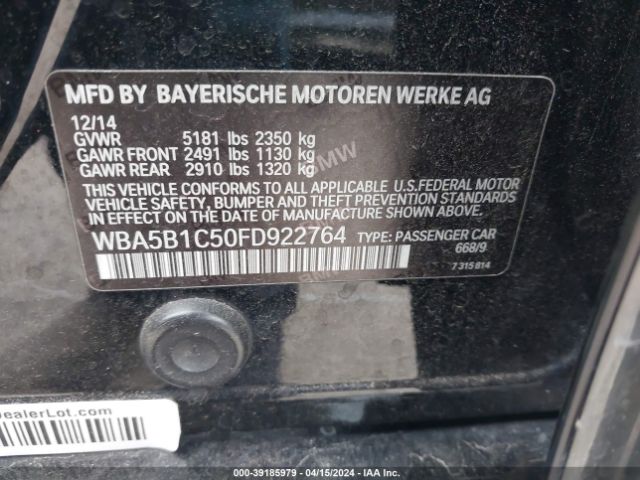 MFD BY BAYERISCHE MOTOREN WERKE AG
12/14
GVWR 5181 lbs 2350 kg
GAWR FRONT 2491 lbs 1130 kg
GAWR REAR 2910 lbs 1320 kg
THIS VEHICLE CONFORMS TO ALL APPLICABLE U.S.FEDERAL MOTOR
VEHICLE SAFETY, BUMPER AND THEFT PREVENTION STANDARDS
IN EFFECT ON THE DATE OF MANUFACTURE SHOWN ABOVE.
WBA5B1C50FD922764 TYPE: PASSENGER CAR
668/9
7 315 814
BMW
DealerLot.com
COPART 39185979 / 04/15/2024 / IAA Inc.